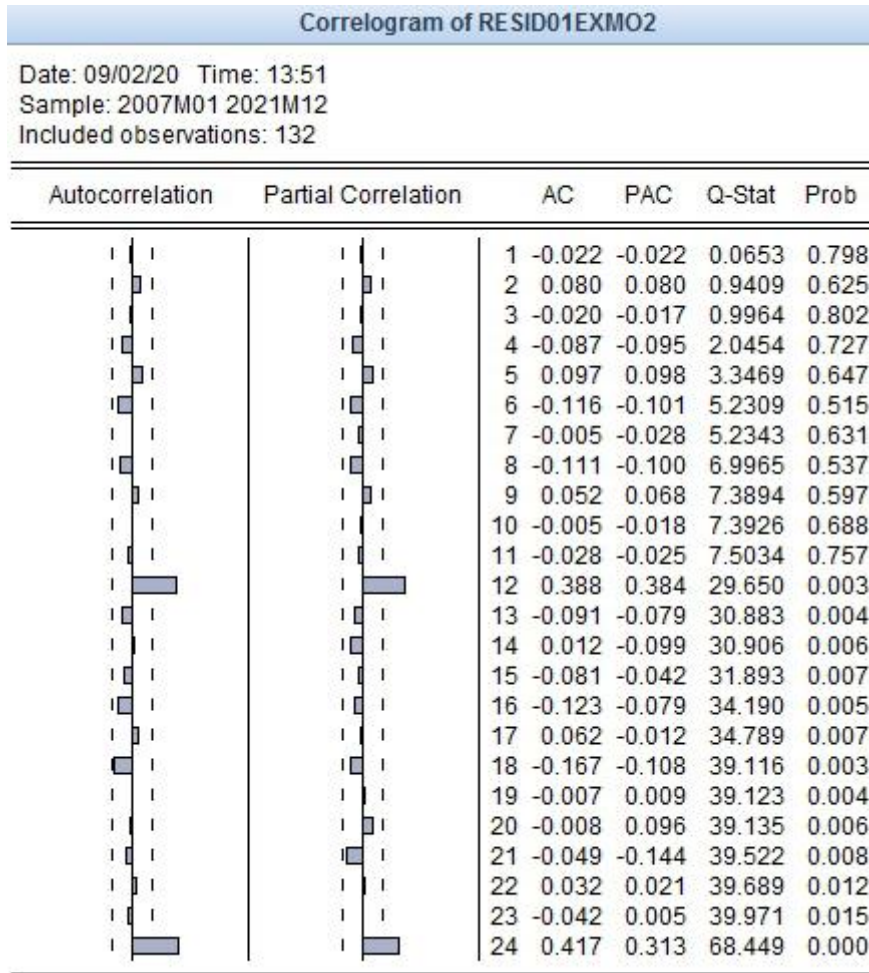 Correlogram of RESID01EXMO2
Date: 09/02/20 Time: 13:51
Sample: 2007M01 2021M12
Included observations: 132
Autocorrelation Partial Correlation AC PAC Q-Stat Prob
1 -0.022 -0.022 0.0653 0.798
2 0.080 0.080 0.9409 0.625
3 -0.020 -0.017 0.9964 0.802
4 -0.087 -0.095 2.0454 0.727
5 0.097 0.098 3.3469 0.647
6 -0.116 -0.101 5.2309 0.515
7 -0.005 -0.028 5.2343 0.631
8 -0.111 -0.100 6.9965 0.537
9 0.052 0.068 7.3894 0.597
10 -0.005 -0.018 7.3926 0.688
11 -0.028 -0.025 7.5034 0.757
12 0.388 0.384 29.650 0.003
13 -0.091 -0.079 30.883 0.004
14 0.012 -0.099 30.906 0.006
15 -0.081 -0.042 31.893 0.007
16 -0.123 -0.079 34.190 0.005
17 0.062 -0.012 34.789 0.007
18 -0.167 -0.108 39.116 0.003
19 -0.007 0.009 39.123 0.004
20 -0.008 0.096 39.135 0.006
21 -0.049 -0.144 39.522 0.008
22 0.032 0.021 39.689 0.012
23 -0.042 0.005 39.971 0.015
24 0.417 0.313 68.449 0.000